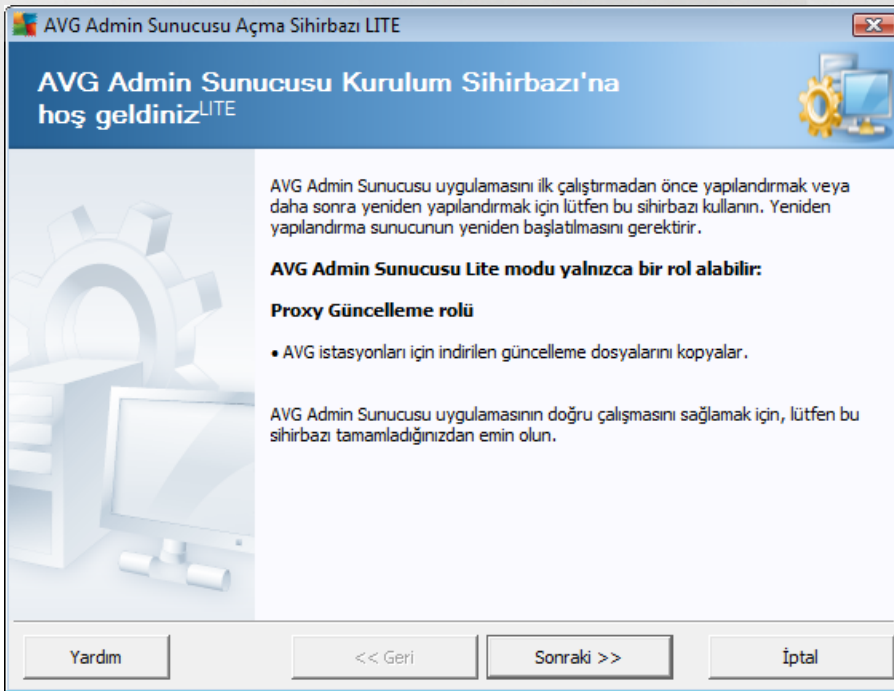 AVG Admin Sunucusu Açma Sihirbazı LITE
AVG Admin Sunucusu Kurulum Sihirbazı'na
hoş geldinizLITE
AVG Admin Sunucusu uygulamasını ilk çalıştırmadan önce yapılandırmak veya
daha sonra yeniden yapılandırmak için lütfen bu sihirbazı kullanın. Yeniden
yapılandırma sunucunun yeniden başlatılmasını gerektirir.
AVG Admin Sunucusu Lite modu yalnızca bir rol alabilir:
Proxy Güncelleme rolü
• AVG istasyonları için indirilen güncelleme dosyalarını kopyalar.
AVG Admin Sunucusu uygulamasının doğru çalışmasını sağlamak için, lütfen bu
sihirbazı tamamladığınızdan emin olun.
Yardım
<< Geri
Sonraki >>
İptal